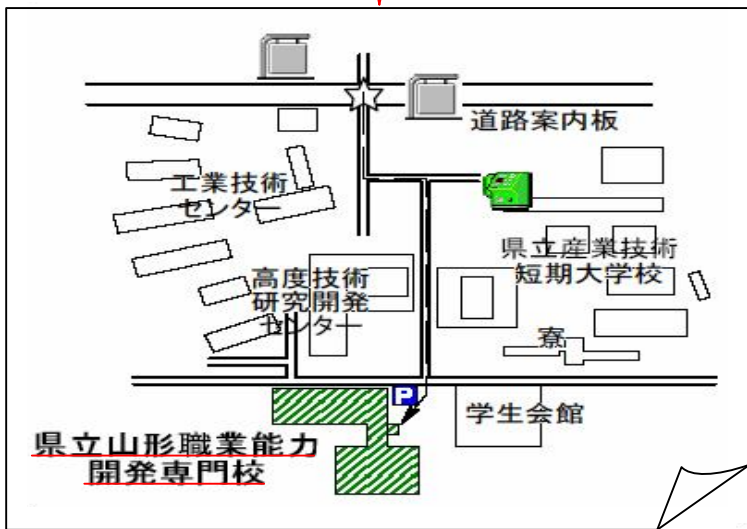 道路案内板
工業技術
センター
県立産業技術
短期大学校
高度技術
研究開発
センター
寮
P
学生会館
県立山形職業能力
開発専門校